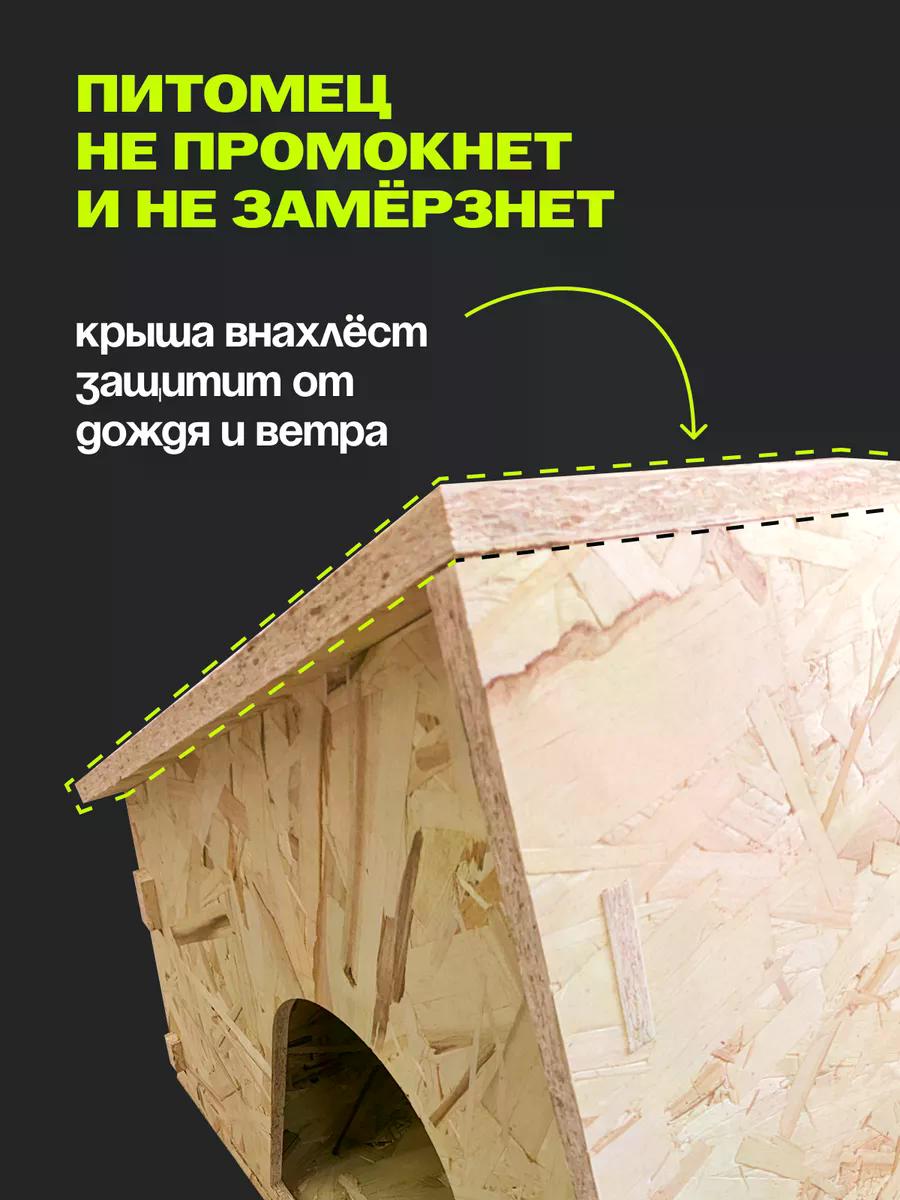 ПИТОМЕЦ
НЕ ПРОМОКНЕТ
И НЕ ЗАМЁРЗНЕТ
крыша внахлёст
защитит от
дождя и ветра